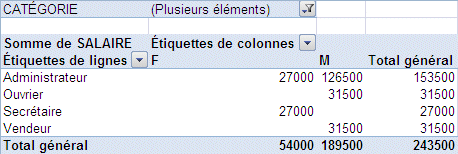 CATÉGORIE (Plusieurs éléments)
Somme de SALAIRE Étiquettes de colonnes
Étiquettes de lignes F M Total général
Administrateur 27000 126500 153500
Ouvrier 31500 31500
Secrétaire 27000 27000
Vendeur 31500 31500
Total général 54000 189500 243500